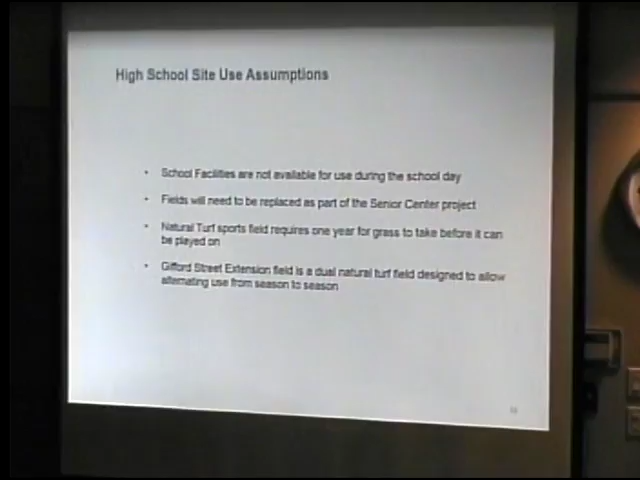 High School Site Use Assumptions
• School Facilities are not available for use during the school day
• Fields will need to be replaced as part of the Senior Center project
• Natural Turf sports field requires one year for grass to take before it can
be played on
• Gifford Street Extension field is a dual natural turf field designed to allow
alternating use from season to season